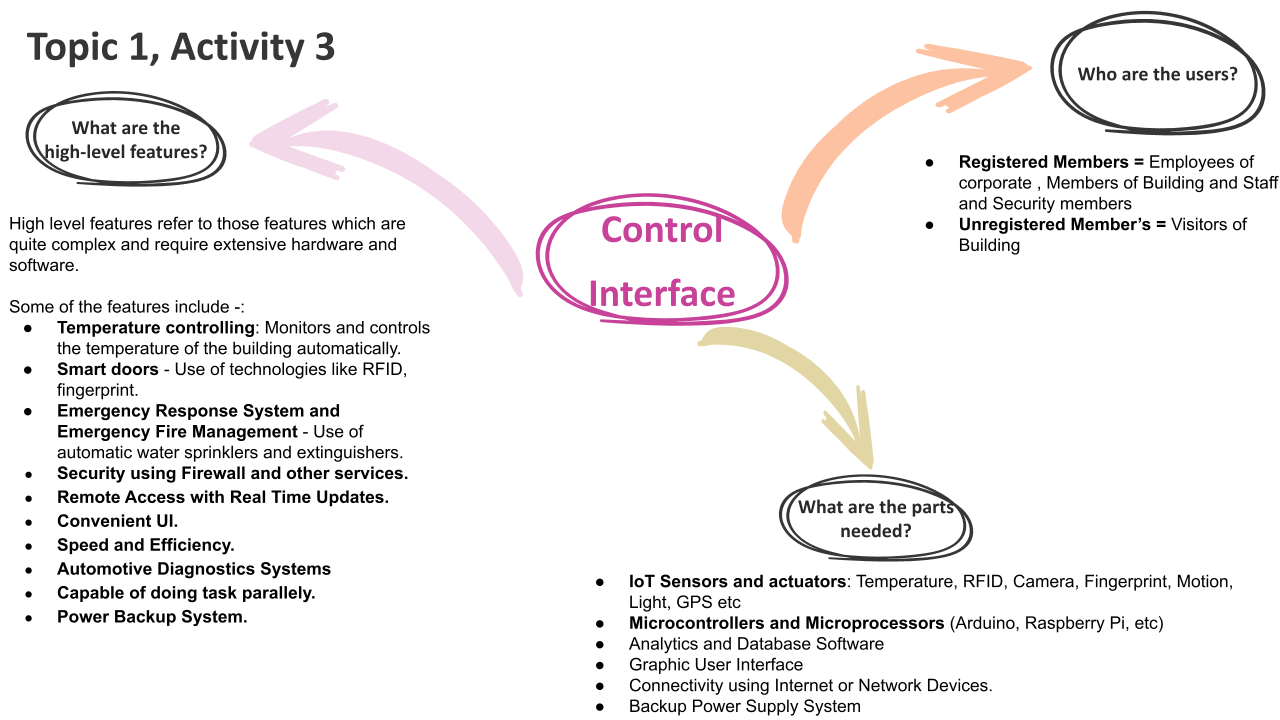 Topic 1, Activity 3
What are the
high-level features?
High level features refer to those features which are
quite complex and require extensive hardware and
software.
Some of the features include -:
● Temperature controlling: Monitors and controls
the temperature of the building automatically.
● Smart doors - Use of technologies like RFID,
fingerprint.
● Emergency Response System and
Emergency Fire Management - Use of
automatic water sprinklers and extinguishers.
● Security using Firewall and other services.
● Remote Access with Real Time Updates.
● Convenient UI.
● Speed and Efficiency.
● Automotive Diagnostics Systems
● Capable of doing task parallely.
● Power Backup System.
Control
Interface
Who are the users?
● Registered Members = Employees of
corporate , Members of Building and Staff
and Security members
● Unregistered Member’s = Visitors of
Building
What are the parts
needed?
● IoT Sensors and actuators: Temperature, RFID, Camera, Fingerprint, Motion,
Light, GPS etc
● Microcontrollers and Microprocessors (Arduino, Raspberry Pi, etc)
● Analytics and Database Software
● Graphic User Interface
● Connectivity using Internet or Network Devices.
● Backup Power Supply System